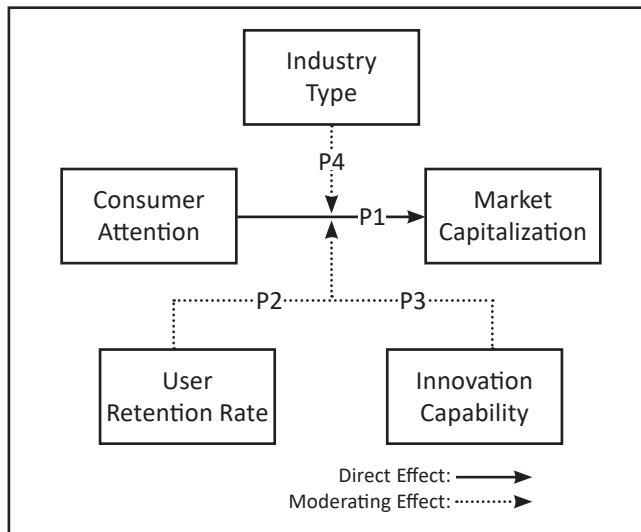 Industry
Type
P4
Consumer
Attention
P1
Market
Capitalization
P2
P3
User
Retention Rate
Innovation
Capability
Direct Effect:
Moderating Effect: